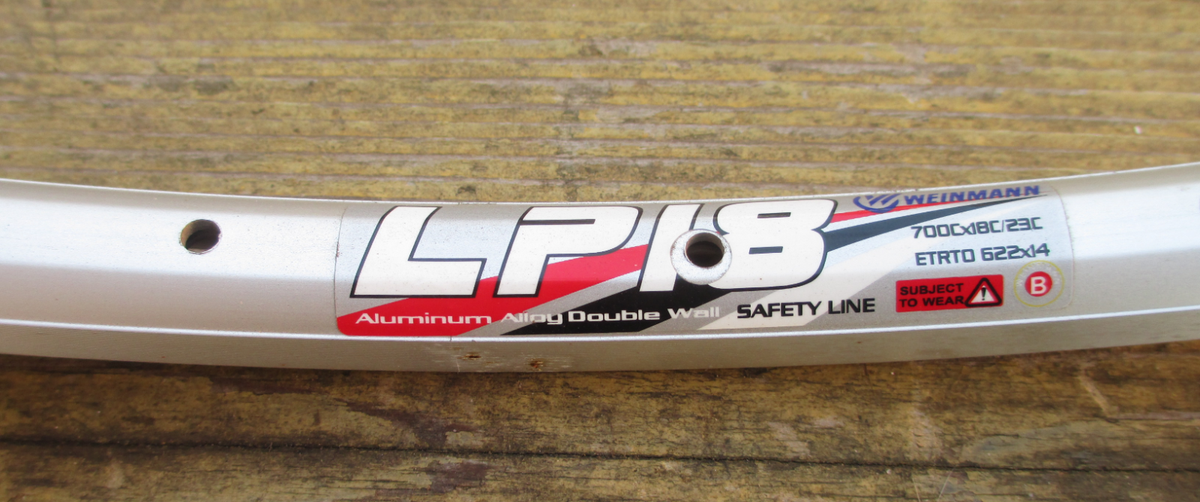 LP18
WEINMANN
700Cx18C/23C
ETRTO 622x14
SUBJECT
TO WEAR
B
Aluminum Alloy Double Wall
SAFETY LINE